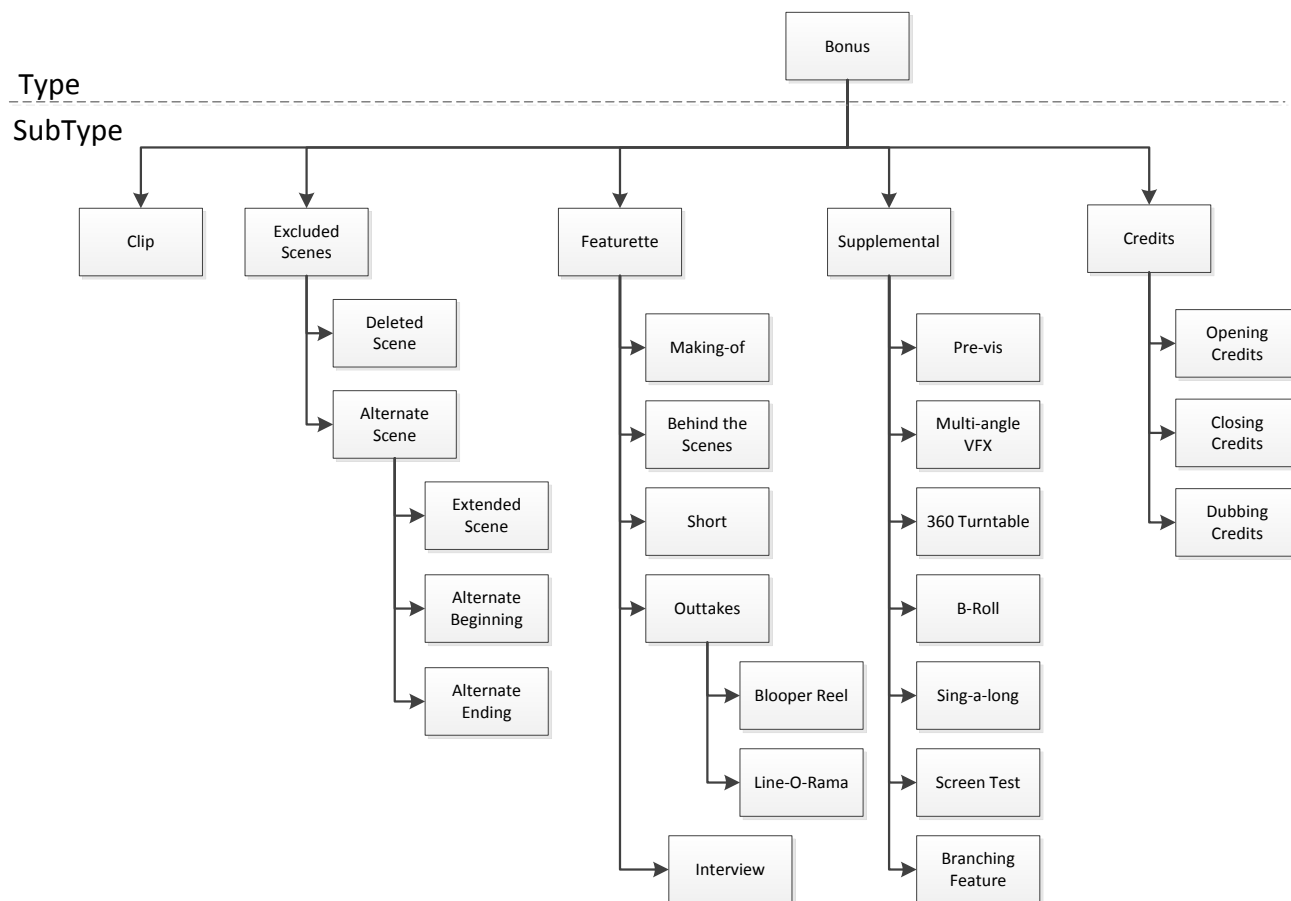 Bonus
Type
SubType
Clip
Excluded
Scenes
Featurette
Supplemental
Credits
Deleted
Scene
Alternate
Scene
Extended
Scene
Alternate
Beginning
Alternate
Ending
Making-of
Behind the
Scenes
Short
Outtakes
Blooper Reel
Line-O-Rama
Interview
Pre-vis
Multi-angle
VFX
360 Turntable
B-Roll
Sing-a-long
Screen Test
Branching
Feature
Opening
Credits
Closing
Credits
Dubbing
Credits